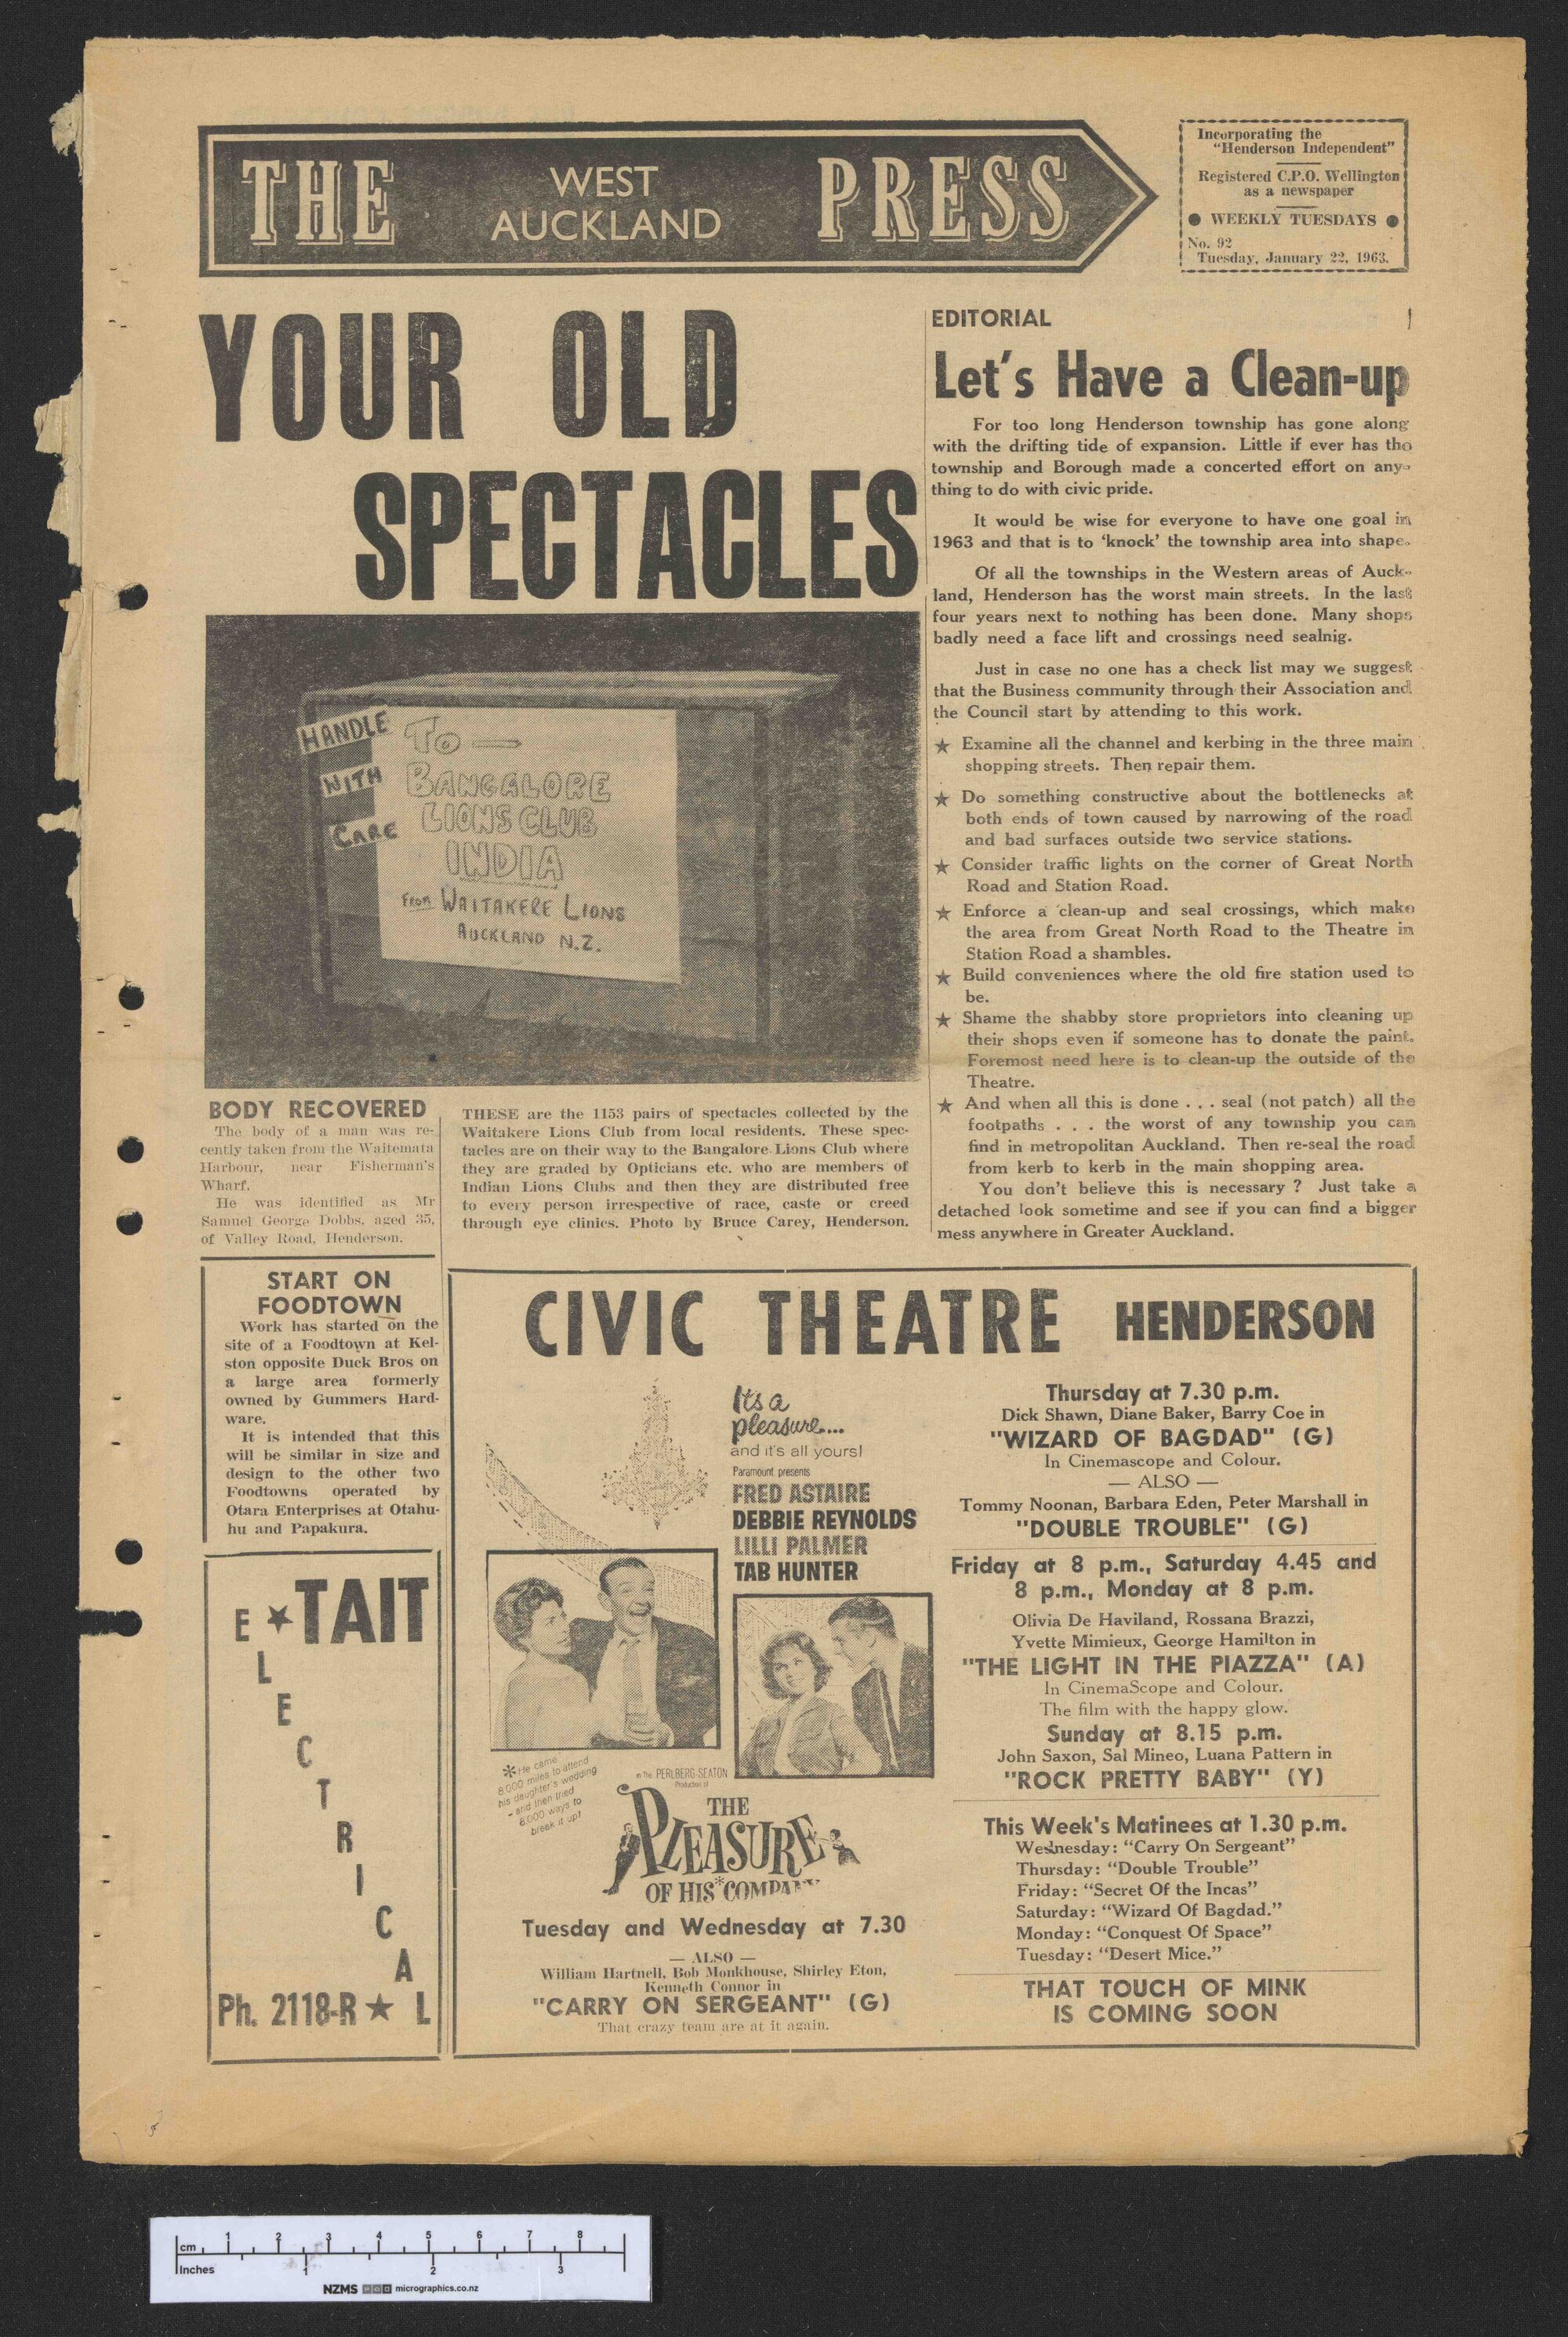 THE WEST AUCKLAND PRESS
Incorporating the
"Henderson Independent"
Registered C.P.O. Wellington
as a newspaper
● WEEKLY TUESDAYS ●
No. 92
Tuesday, January 22, 1963.
YOUR OLD
SPECTACLES
HANDLE
WITH
CARE
To —
BANGALORE
LIONS CLUB
INDIA
FROM WAITAKERE LIONS
AUCKLAND N.Z.
THESE are the 1153 pairs of spectacles collected by the
Waitakere Lions Club from local residents. These spec-
tacles are on their way to the Bangalore Lions Club where
they are graded by Opticians etc. who are members of
Indian Lions Clubs and then they are distributed free
to every person irrespective of race, caste or creed
through eye clinics. Photo by Bruce Carey, Henderson.
EDITORIAL
Let's Have a Clean-up
For too long Henderson township has gone along
with the drifting tide of expansion. Little if ever has the
township and Borough made a concerted effort on any-
thing to do with civic pride.
It would be wise for everyone to have one goal in
1963 and that is to 'knock' the township area into shape.
Of all the townships in the Western areas of Auck-
land, Henderson has the worst main streets. In the last
four years next to nothing has been done. Many shops
badly need a face lift and crossings need sealnig.
Just in case no one has a check list may we suggest
that the Business community through their Association and
the Council start by attending to this work.
★ Examine all the channel and kerbing in the three main
shopping streets. Then repair them.
★ Do something constructive about the bottlenecks at
both ends of town caused by narrowing of the road
and bad surfaces outside two service stations.
★ Consider traffic lights on the corner of Great North
Road and Station Road.
★ Enforce a clean-up and seal crossings, which make
the area from Great North Road to the Theatre in
Station Road a shambles.
★ Build conveniences where the old fire station used to
be.
★ Shame the shabby store proprietors into cleaning up
their shops even if someone has to donate the paint.
Foremost need here is to clean-up the outside of the
Theatre.
★ And when all this is done . . . seal (not patch) all the
footpaths . . . the worst of any township you can
find in metropolitan Auckland. Then re-seal the road
from kerb to kerb in the main shopping area.
You don't believe this is necessary ? Just take a
detached look sometime and see if you can find a bigger
mess anywhere in Greater Auckland.
BODY RECOVERED
The body of a man was re-
cently taken from the Waitemata
Harbour, near Fisherman's
Wharf.
He was identified as Mr
Samuel George Dobbs, aged 35,
of Valley Road, Henderson.
START ON
FOODTOWN
Work has started on the
site of a Foodtown at Kel-
ston opposite Duck Bros on
a large area formerly
owned by Gummers Hard-
ware.
It is intended that this
will be similar in size and
design to the other two
Foodtowns operated by
Otara Enterprises at Otahu-
hu and Papakura.
★ TAIT
E
L
E
C
T
R
I
C
A
L
Ph. 2118-R ★
CIVIC THEATRE HENDERSON
It's a
pleasure....
and it's all yours!
Paramount presents
FRED ASTAIRE
DEBBIE REYNOLDS
LILLI PALMER
TAB HUNTER
*He came
8,000 miles to attend
his daughter's wedding
- and then tried
8,000 ways to
break it up!
in The PERLBERG-SEATON
Production of
THE
PLEASURE
OF HIS* COMPANY
Tuesday and Wednesday at 7.30
— ALSO —
William Hartnell, Bob Monkhouse, Shirley Eton,
Kenneth Connor in
"CARRY ON SERGEANT" (G)
That crazy team are at it again.
Thursday at 7.30 p.m.
Dick Shawn, Diane Baker, Barry Coe in
"WIZARD OF BAGDAD" (G)
In Cinemascope and Colour.
— ALSO —
Tommy Noonan, Barbara Eden, Peter Marshall in
"DOUBLE TROUBLE" (G)
Friday at 8 p.m., Saturday 4.45 and
8 p.m., Monday at 8 p.m.
Olivia De Haviland, Rossana Brazzi,
Yvette Mimieux, George Hamilton in
"THE LIGHT IN THE PIAZZA" (A)
In CinemaScope and Colour.
The film with the happy glow.
Sunday at 8.15 p.m.
John Saxon, Sal Mineo, Luana Pattern in
"ROCK PRETTY BABY" (Y)
This Week's Matinees at 1.30 p.m.
Wednesday: "Carry On Sergeant"
Thursday: "Double Trouble"
Friday: "Secret Of the Incas"
Saturday: "Wizard Of Bagdad."
Monday: "Conquest Of Space"
Tuesday: "Desert Mice."
THAT TOUCH OF MINK
IS COMING SOON
cm 1 2 3 4 5 6 7 8
Inches 1 2 3
NZMS micrographics.co.nz